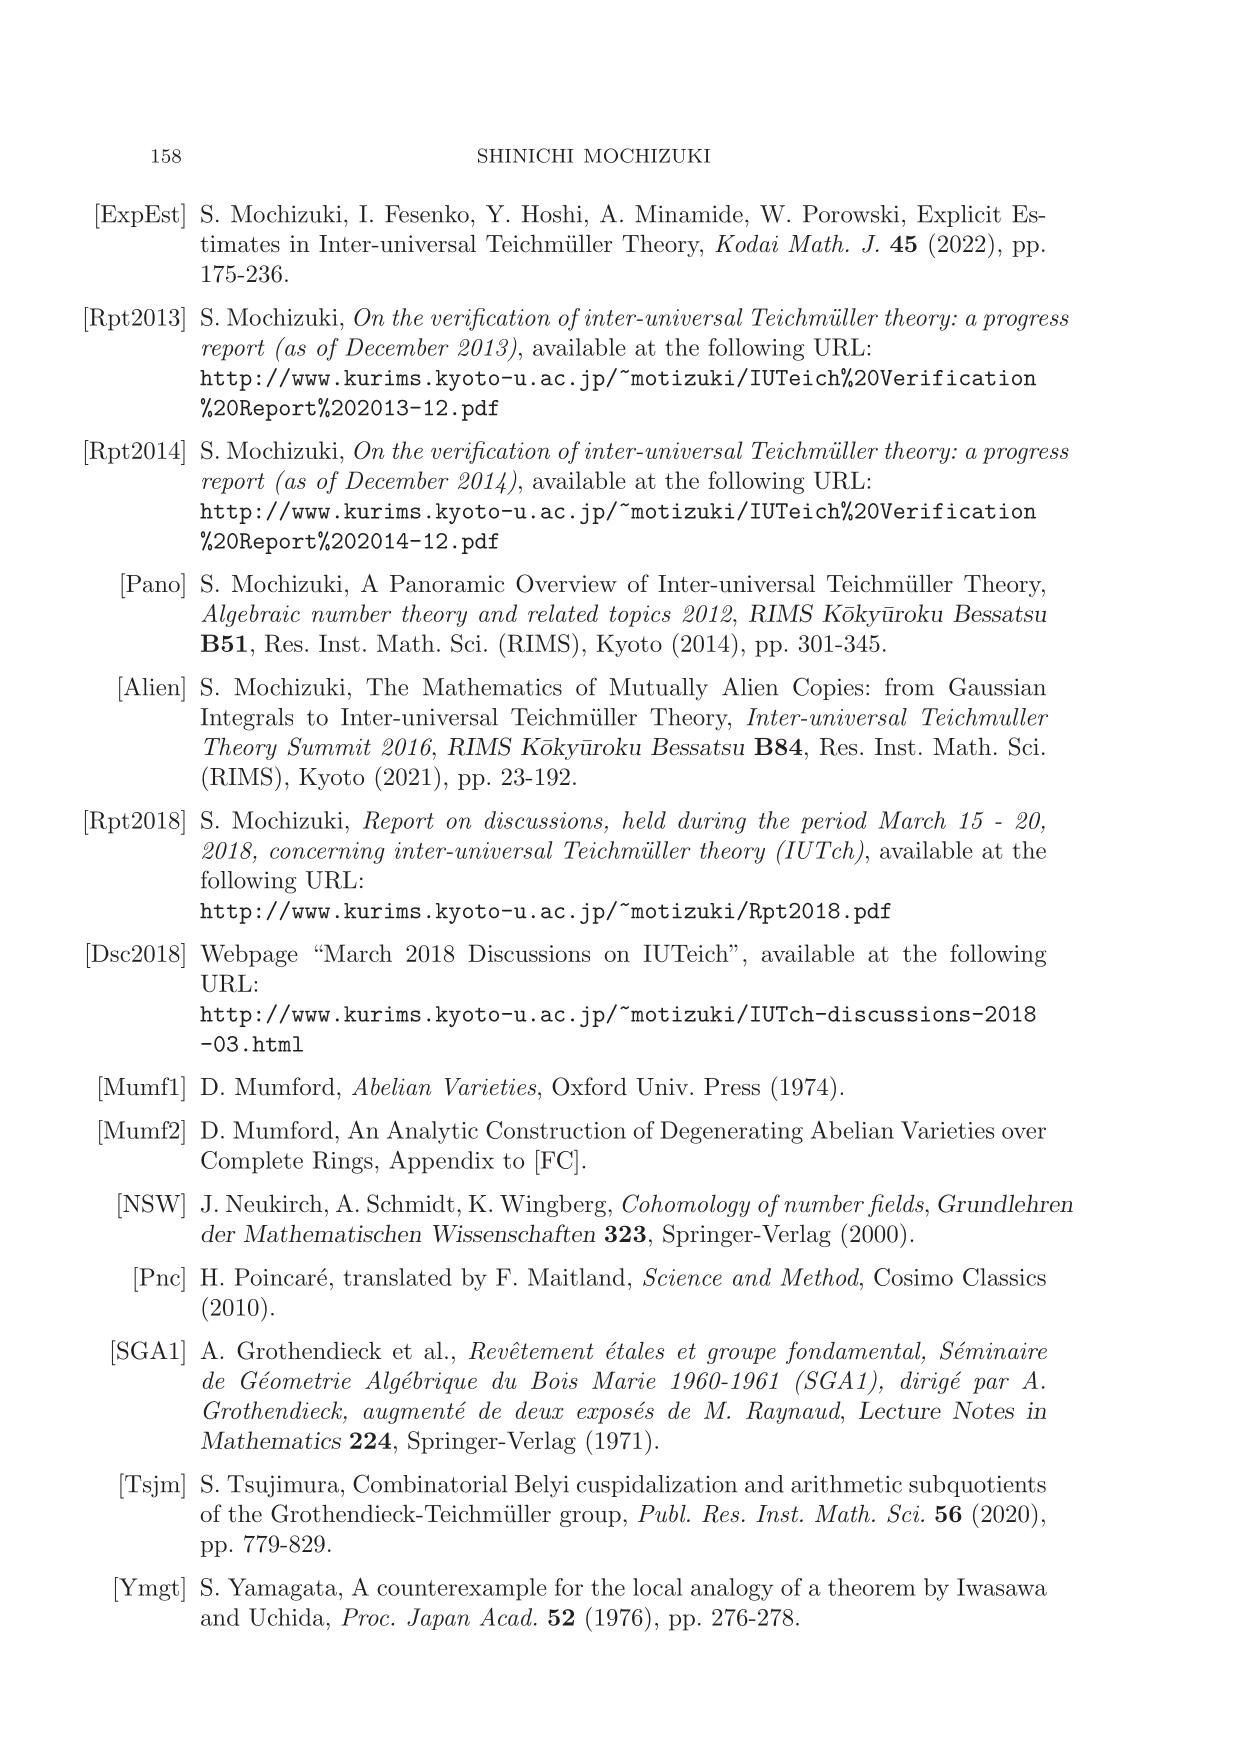 158 SHINICHI MOCHIZUKI
[ExpEst] S. Mochizuki, I. Fesenko, Y. Hoshi, A. Minamide, W. Porowski, Explicit Es-
timates in Inter-universal Teichmüller Theory, Kodai Math. J. 45 (2022), pp.
175-236.
[Rpt2013] S. Mochizuki, On the verification of inter-universal Teichmüller theory: a progress
report (as of December 2013), available at the following URL:
http://www.kurims.kyoto-u.ac.jp/~motizuki/IUTeich%20Verification
%20Report%202013-12.pdf
[Rpt2014] S. Mochizuki, On the verification of inter-universal Teichmüller theory: a progress
report (as of December 2014), available at the following URL:
http://www.kurims.kyoto-u.ac.jp/~motizuki/IUTeich%20Verification
%20Report%202014-12.pdf
[Pano] S. Mochizuki, A Panoramic Overview of Inter-universal Teichmüller Theory,
Algebraic number theory and related topics 2012, RIMS Kōkyūroku Bessatsu
B51, Res. Inst. Math. Sci. (RIMS), Kyoto (2014), pp. 301-345.
[Alien] S. Mochizuki, The Mathematics of Mutually Alien Copies: from Gaussian
Integrals to Inter-universal Teichmüller Theory, Inter-universal Teichmuller
Theory Summit 2016, RIMS Kōkyūroku Bessatsu B84, Res. Inst. Math. Sci.
(RIMS), Kyoto (2021), pp. 23-192.
[Rpt2018] S. Mochizuki, Report on discussions, held during the period March 15 - 20,
2018, concerning inter-universal Teichmüller theory (IUTch), available at the
following URL:
http://www.kurims.kyoto-u.ac.jp/~motizuki/Rpt2018.pdf
[Dsc2018] Webpage “March 2018 Discussions on IUTeich”, available at the following
URL:
http://www.kurims.kyoto-u.ac.jp/~motizuki/IUTch-discussions-2018
-03.html
[Mumf1] D. Mumford, Abelian Varieties, Oxford Univ. Press (1974).
[Mumf2] D. Mumford, An Analytic Construction of Degenerating Abelian Varieties over
Complete Rings, Appendix to [FC].
[NSW] J. Neukirch, A. Schmidt, K. Wingberg, Cohomology of number fields, Grundlehren
der Mathematischen Wissenschaften 323, Springer-Verlag (2000).
[Pnc] H. Poincaré, translated by F. Maitland, Science and Method, Cosimo Classics
(2010).
[SGA1] A. Grothendieck et al., Revêtement étales et groupe fondamental, Séminaire
de Géometrie Algébrique du Bois Marie 1960-1961 (SGA1), dirigé par A.
Grothendieck, augmenté de deux exposés de M. Raynaud, Lecture Notes in
Mathematics 224, Springer-Verlag (1971).
[Tsjm] S. Tsujimura, Combinatorial Belyi cuspidalization and arithmetic subquotients
of the Grothendieck-Teichmüller group, Publ. Res. Inst. Math. Sci. 56 (2020),
pp. 779-829.
[Ymgt] S. Yamagata, A counterexample for the local analogy of a theorem by Iwasawa
and Uchida, Proc. Japan Acad. 52 (1976), pp. 276-278.